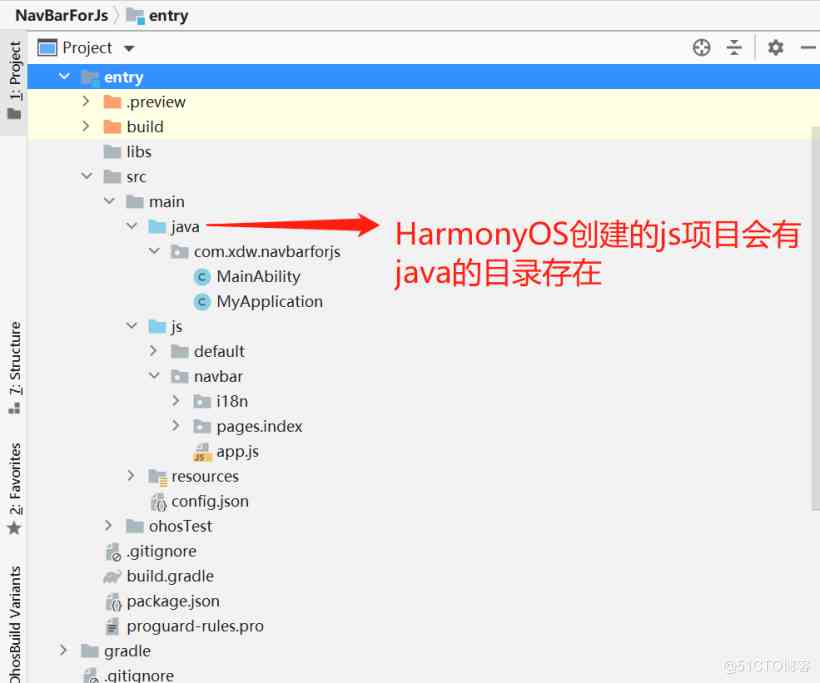 NavBarForJs
entry
Project
entry
.preview
build
libs
src
main
java
HarmonyOS创建的js项目会有
java的目录存在
com.xdw.navbarforjs
MainAbility
MyApplication
js
default
navbar
i18n
pages.index
app.js
resources
config.json
ohosTest
.gitignore
build.gradle
package.json
proguard-rules.pro
gradle
.gitignore
1: Project
7: Structure
2: Favorites
OhosBuild Variants
@51CTO博客